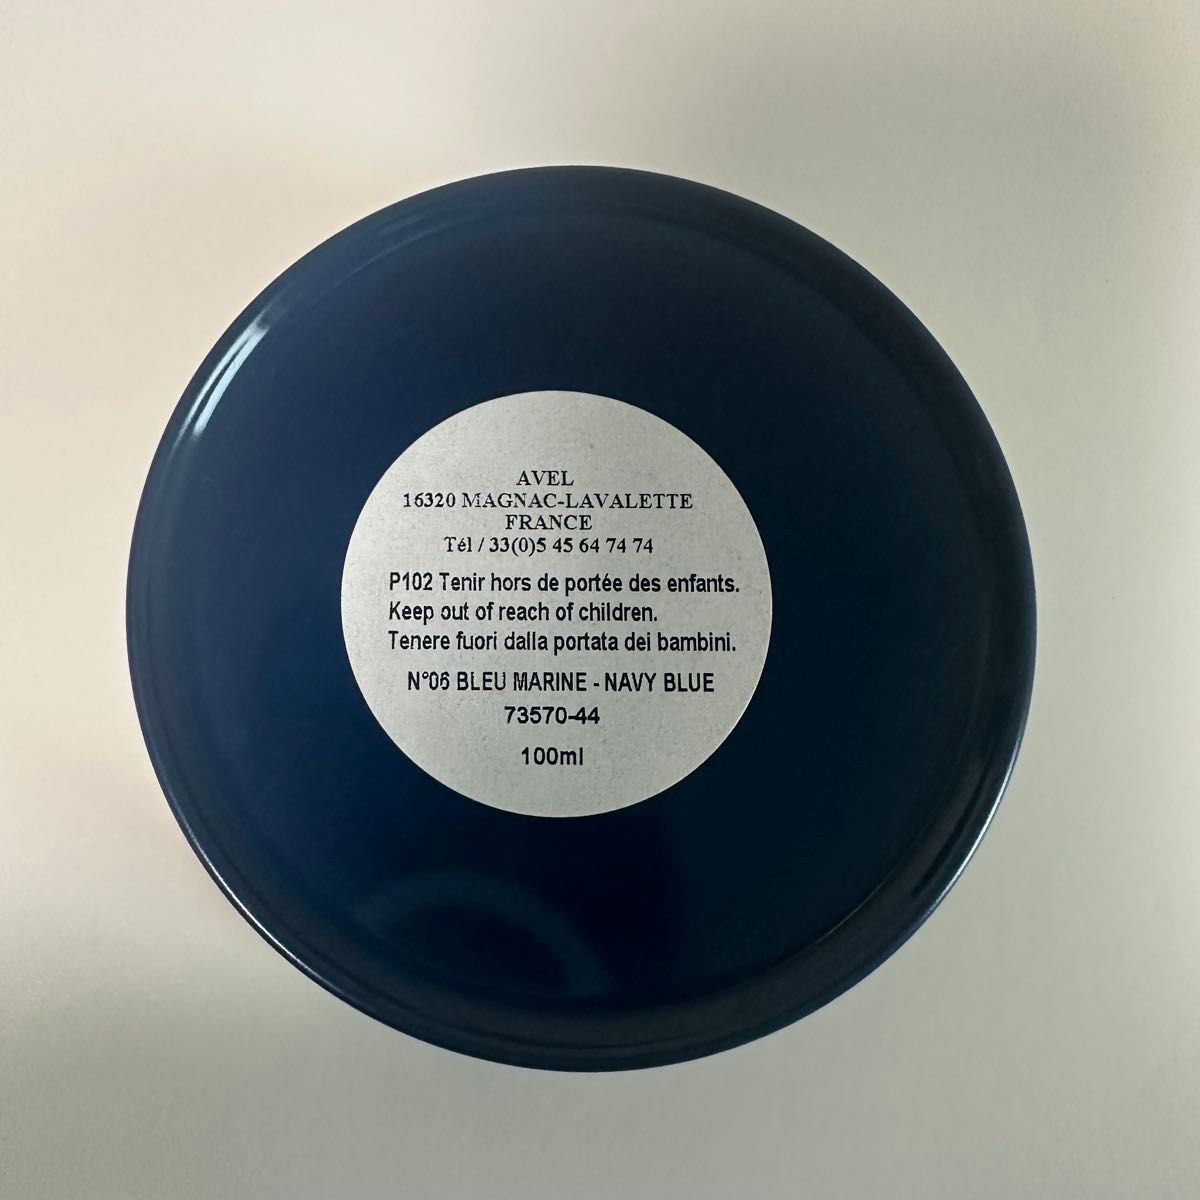 AVEL
16320 MAGNAC-LAVALETTE
FRANCE
Tél / 33(0)5 45 64 74 74
P102 Tenir hors de portée des enfants.
Keep out of reach of children.
Tenere fuori dalla portata dei bambini.
N°06 BLEU MARINE - NAVY BLUE
73570-44
100ml